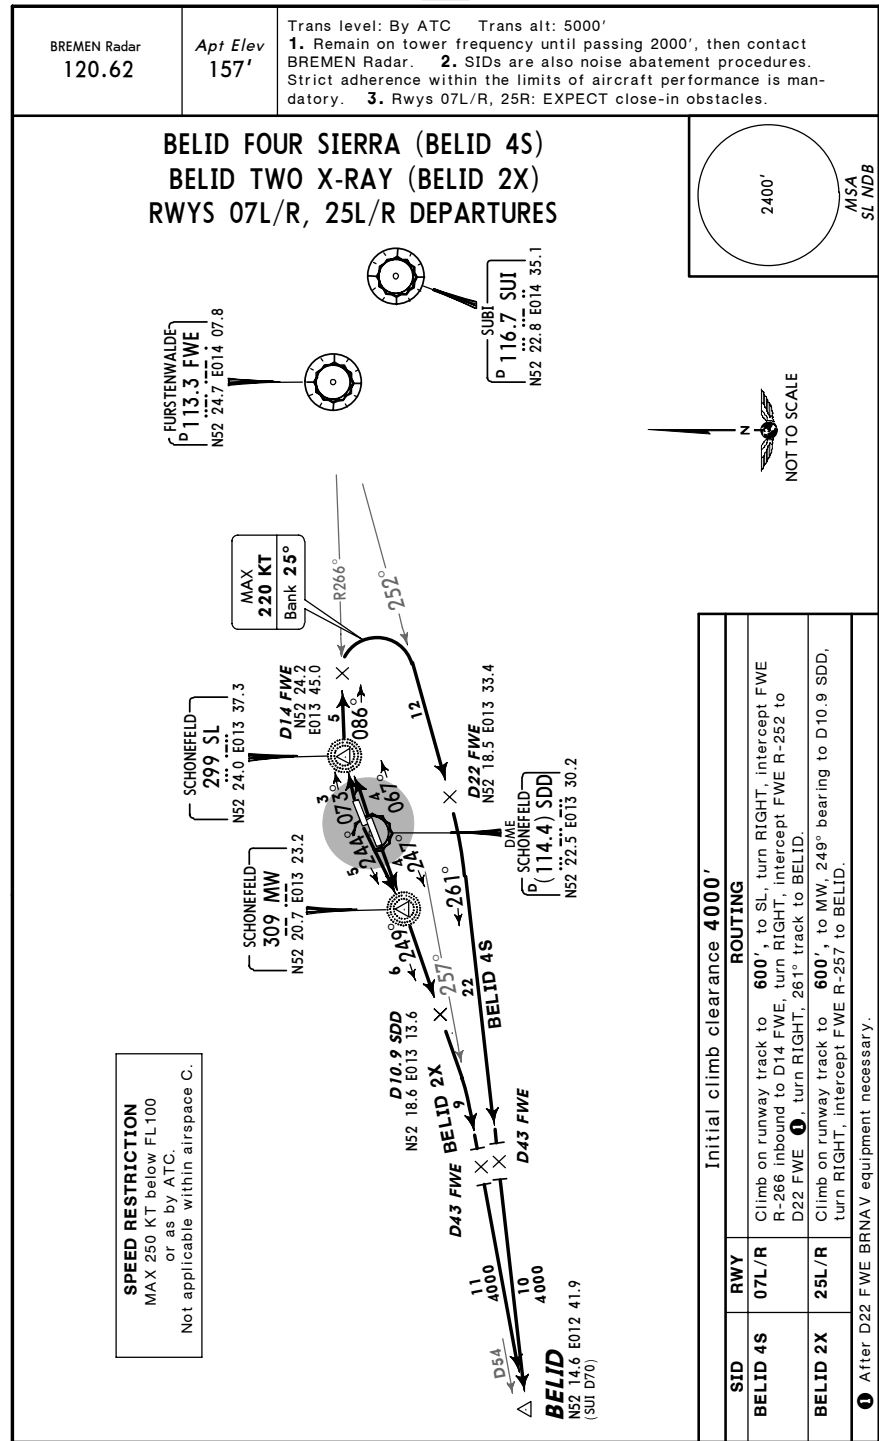 BREMEN Radar
120.62
Apt Elev
157'
Trans level: By ATC Trans alt: 5000'
1. Remain on tower frequency until passing 2000', then contact
BREMEN Radar. 2. SIDs are also noise abatement procedures.
Strict adherence within the limits of aircraft performance is man-
datory. 3. Rwys 07L/R, 25R: EXPECT close-in obstacles.
BELID FOUR SIERRA (BELID 4S)
BELID TWO X-RAY (BELID 2X)
RWYS 07L/R, 25L/R DEPARTURES
2400'
MSA
SL NDB
SUBI
D 116.7 SUI
N52 22.8 E014 35.1
FURSTENWALDE
D 113.3 FWE
N52 24.7 E014 07.8
N
NOT TO SCALE
MAX
220 KT
Bank 25°
R266°
252°
SCHONEFELD
299 SL
N52 24.0 E013 37.3
D14 FWE
N52 24.2
E013 45.0
5
086°
12
D22 FWE
N52 18.5 E013 33.4
3
073°
4
067°
5
244°
4
247°
DME
SCHONEFELD
D (114.4) SDD
N52 22.5 E013 30.2
SCHONEFELD
309 MW
N52 20.7 E013 23.2
6
249°
257°
261°
22
BELID 4S
D10.9 SDD
N52 18.6 E013 13.6
BELID 2X
9
D43 FWE
D43 FWE
11
4000
10
4000
D54
BELID
N52 14.6 E012 41.9
(SUI D70)
SPEED RESTRICTION
MAX 250 KT below FL100
or as by ATC.
Not applicable within airspace C.
Initial climb clearance 4000'
SID RWY ROUTING
BELID 4S 07L/R Climb on runway track to 600', to SL, turn RIGHT, intercept FWE
R-266 inbound to D14 FWE, turn RIGHT, intercept FWE R-252 to
D22 FWE ❶, turn RIGHT, 261° track to BELID.
BELID 2X 25L/R Climb on runway track to 600', to MW, 249° bearing to D10.9 SDD,
turn RIGHT, intercept FWE R-257 to BELID.
❶ After D22 FWE BRNAV equipment necessary.